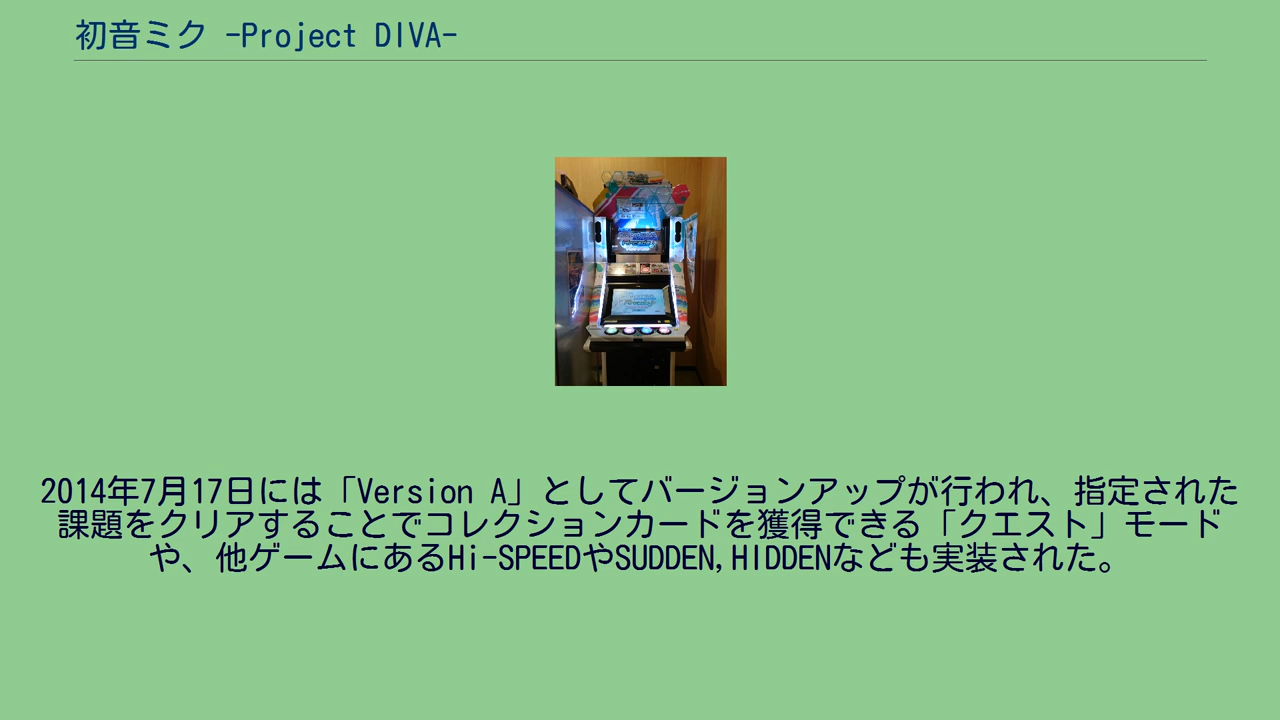 初音ミク -Project DIVA-
2014年7月17日には「Version A」としてバージョンアップが行われ、指定された
課題をクリアすることでコレクションカードを獲得できる「クエスト」モード
や、他ゲームにあるHi-SPEEDやSUDDEN,HIDDENなども実装された。